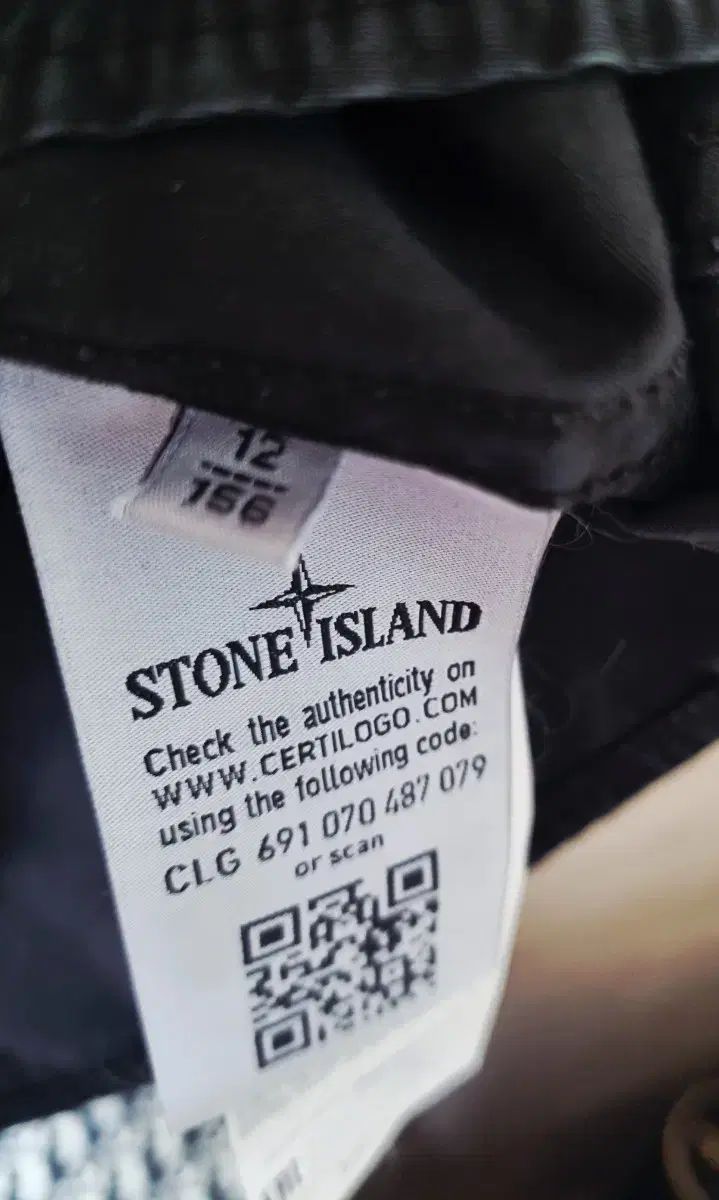 12
166
STONE ISLAND
Check the authenticity on
WWW.CERTILOGO.COM
using the following code:
CLG 691 070 487 079
or scan